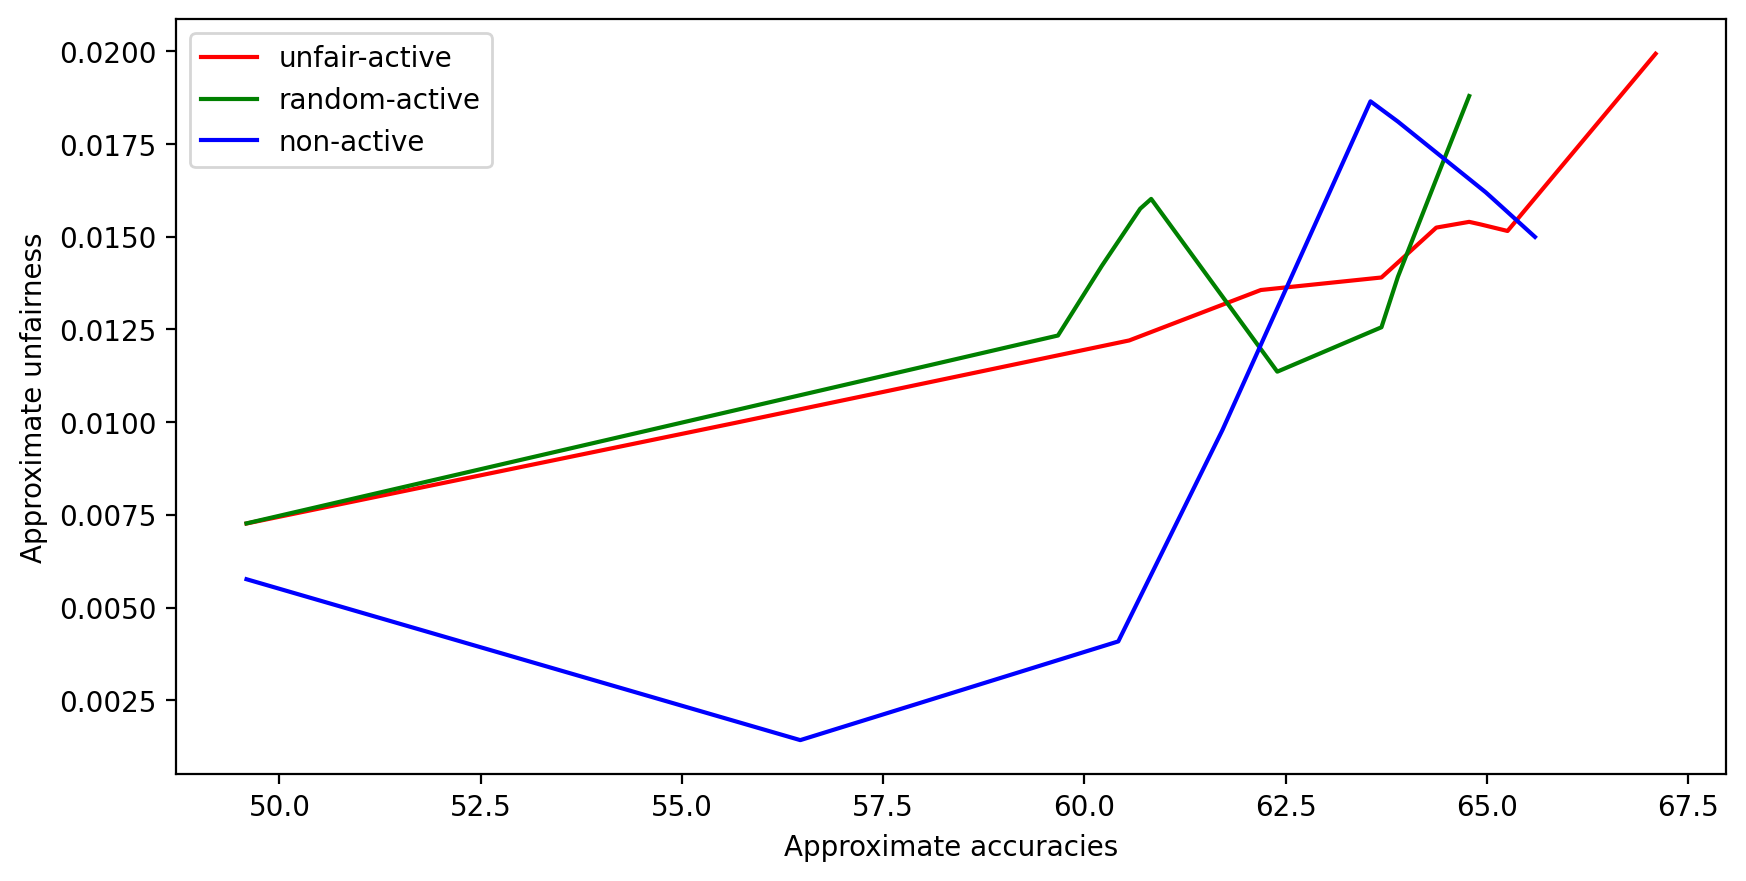 unfair-active
random-active
non-active
Approximate unfairness
0.0200
0.0175
0.0150
0.0125
0.0100
0.0075
0.0050
0.0025
50.0 52.5 55.0 57.5 60.0 62.5 65.0 67.5
Approximate accuracies